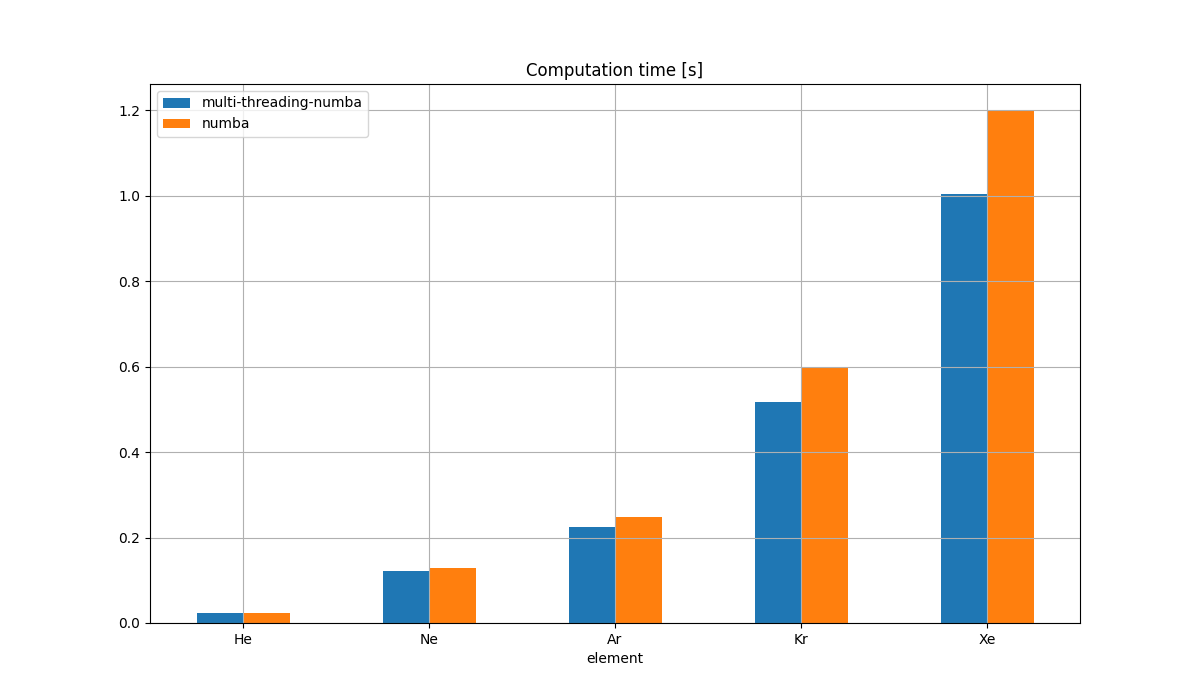 Computation time [s]
multi-threading-numba
numba
1.2
1.0
0.8
0.6
0.4
0.2
0.0
He Ne Ar Kr Xe
element